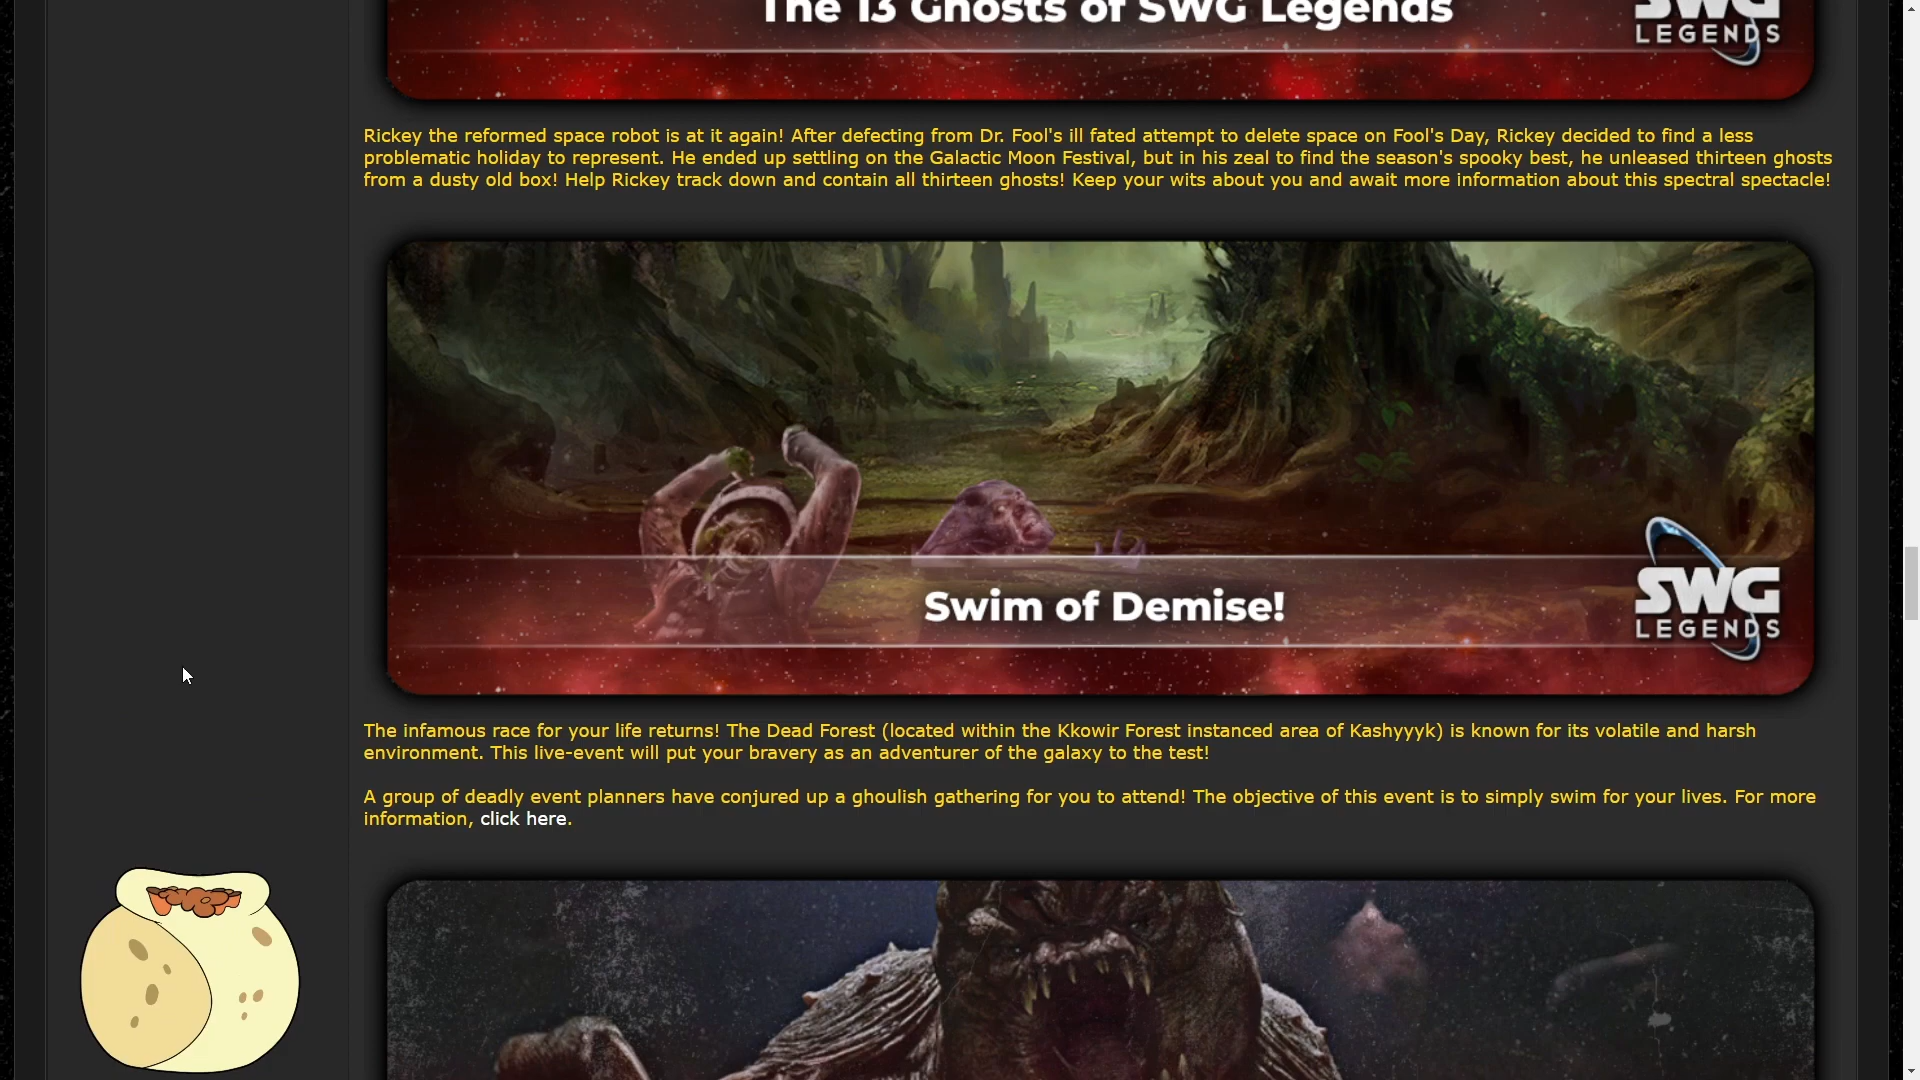 The 13 Ghosts of SWG Legends
SWG
LEGENDS
Rickey the reformed space robot is at it again! After defecting from Dr. Fool's ill fated attempt to delete space on Fool's Day, Rickey decided to find a less
problematic holiday to represent. He ended up settling on the Galactic Moon Festival, but in his zeal to find the season's spooky best, he unleased thirteen ghosts
from a dusty old box! Help Rickey track down and contain all thirteen ghosts! Keep your wits about you and await more information about this spectral spectacle!
Swim of Demise!
SWG
LEGENDS
The infamous race for your life returns! The Dead Forest (located within the Kkowir Forest instanced area of Kashyyyk) is known for its volatile and harsh
environment. This live-event will put your bravery as an adventurer of the galaxy to the test!
A group of deadly event planners have conjured up a ghoulish gathering for you to attend! The objective of this event is to simply swim for your lives. For more
information, click here.